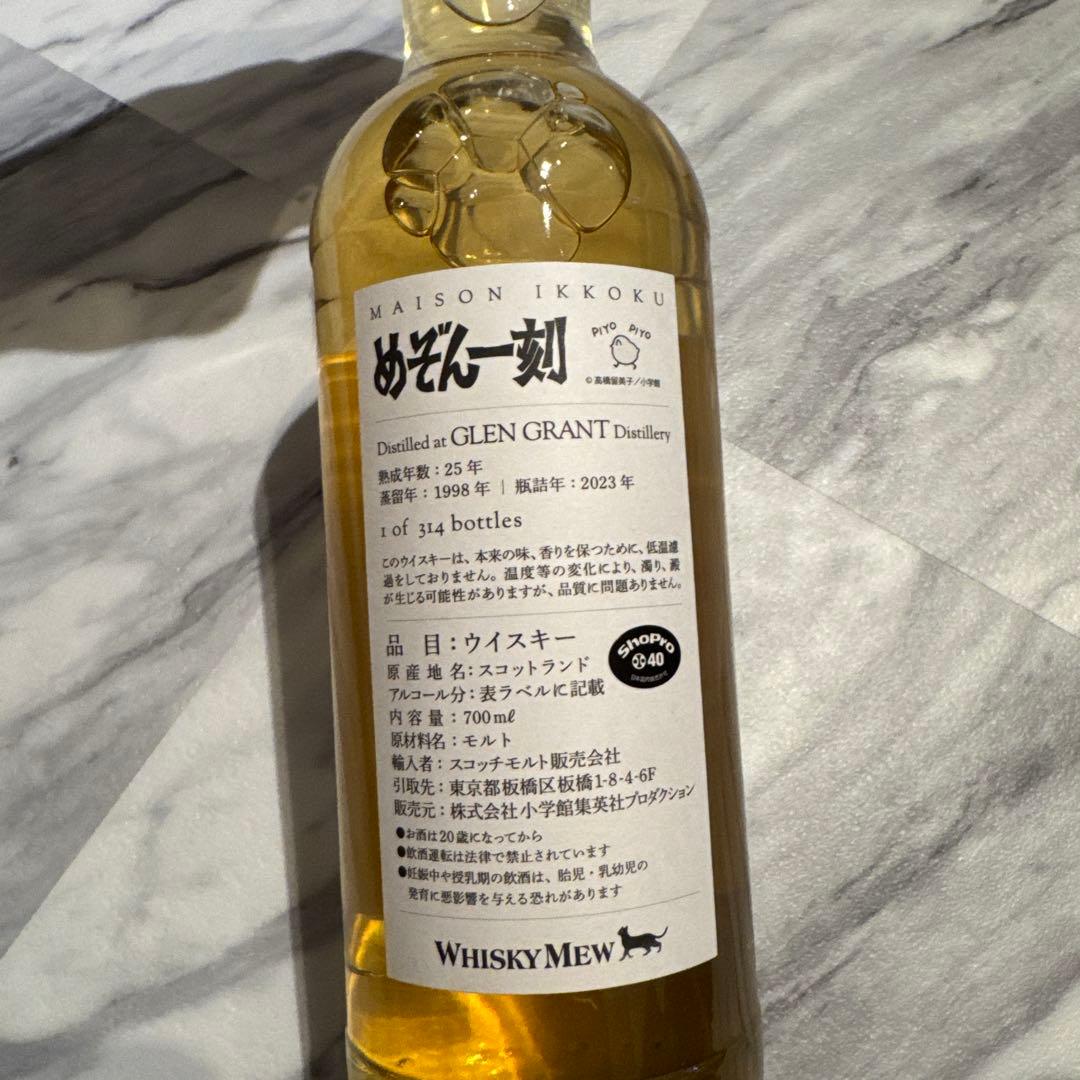 MAISON IKKOKU
めぞん一刻
PIYO PIYO
© 高橋留美子/小学館
Distilled at GLEN GRANT Distillery
熟成年数：25年
蒸留年：1998年 | 瓶詰年：2023年
1 of 314 bottles
このウイスキーは、本来の味、香りを保つために、低温濾
過をしておりません。温度等の変化により、濁り、澱
が生じる可能性がありますが、品質に問題ありません。
品目：ウイスキー
原産地名：スコットランド
アルコール分：表ラベルに記載
内容量：700mℓ
原材料名：モルト
輸入者：スコッチモルト販売会社
引取先：東京都板橋区板橋1-8-4-6F
販売元：株式会社小学館集英社プロダクション
ShoPro
40
●お酒は20歳になってから
●飲酒運転は法律で禁止されています
●妊娠中や授乳期の飲酒は、胎児・乳幼児の
発育に悪影響を与える恐れがあります
WHISKY MEW